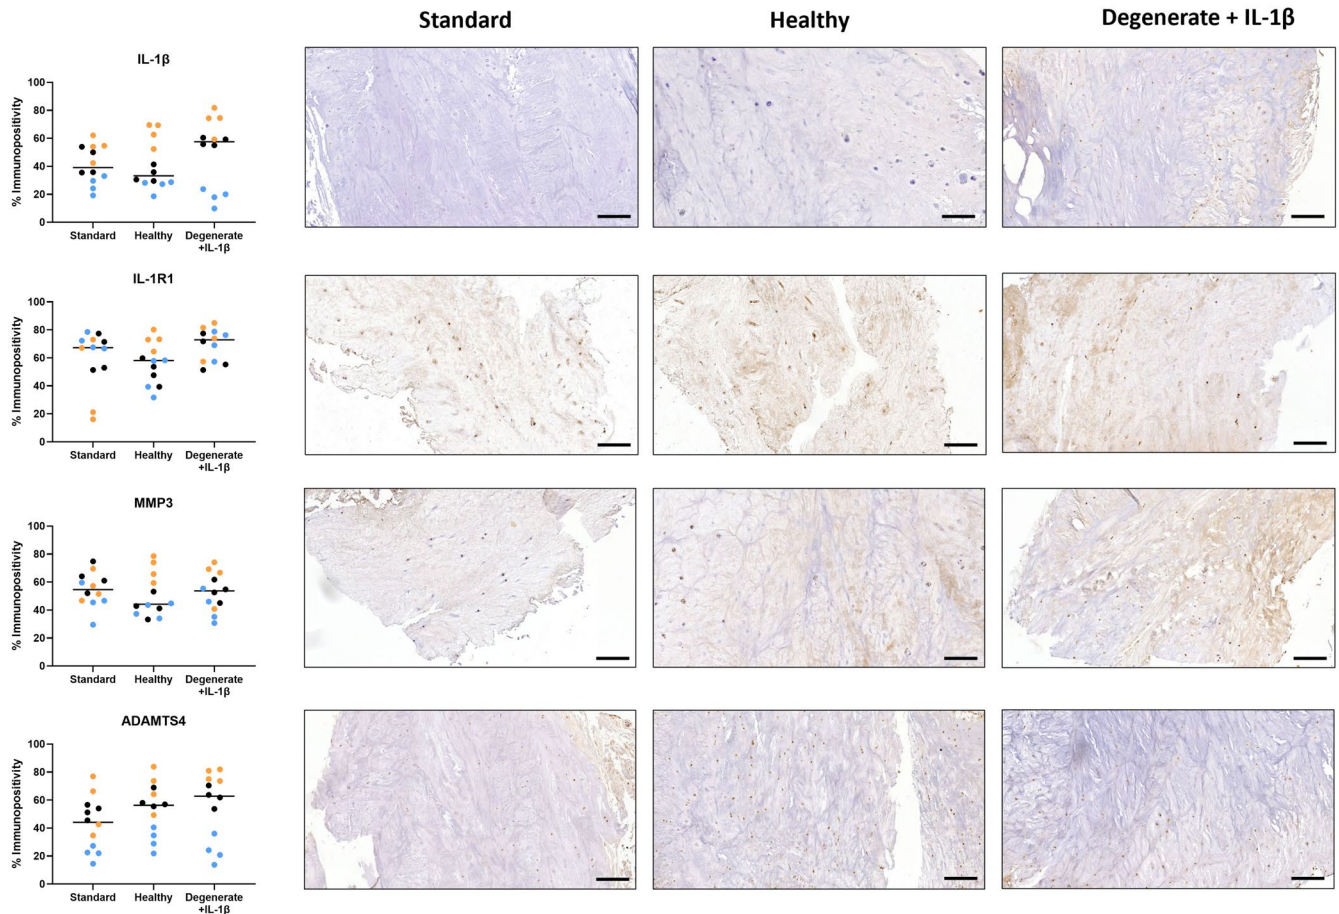 Standard
Healthy
Degenerate + IL-1β
IL-1β
% Immunopositivity
100
80
60
40
20
0
Standard
Healthy
Degenerate
+IL-1β
IL-1R1
% Immunopositivity
100
80
60
40
20
0
Standard
Healthy
Degenerate
+IL-1β
MMP3
% Immunopositivity
100
80
60
40
20
0
Standard
Healthy
Degenerate
+IL-1β
ADAMTS4
% Immunopositivity
100
80
60
40
20
0
Standard
Healthy
Degenerate
+IL-1β